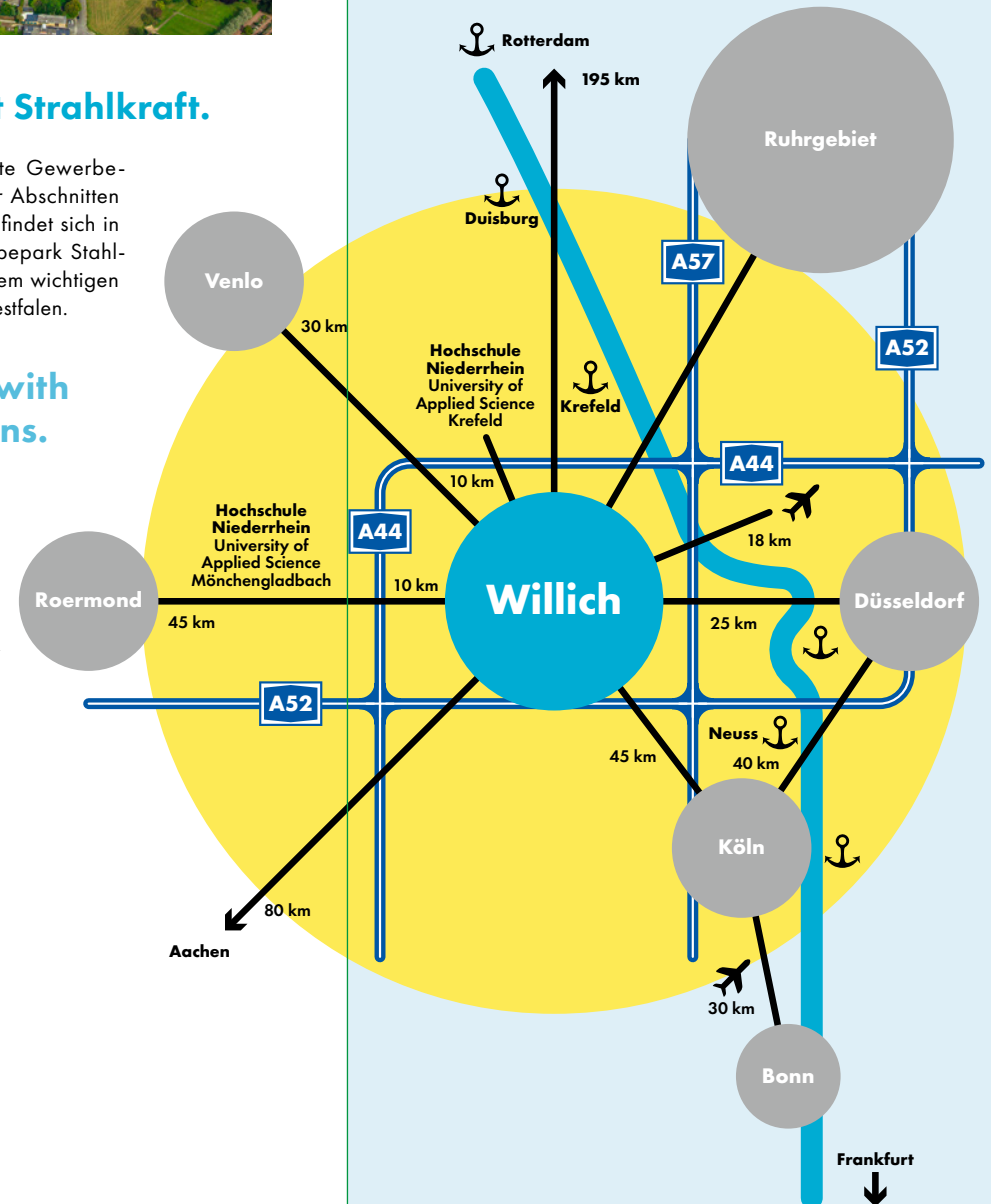 t Strahlkraft.
te Gewerbe-
r Abschnitten
findet sich in
bepark Stahl-
em wichtigen
estfalen.
with
ns.
Rotterdam
195 km
Ruhrgebiet
Duisburg
A57
Venlo
30 km
A52
Hochschule
Niederrhein
University of
Applied Science
Krefeld
Krefeld
A44
10 km
Hochschule
Niederrhein
University of
Applied Science
Mönchengladbach
A44
18 km
10 km
Roermond
Willich
Düsseldorf
45 km
25 km
A52
Neuss
45 km
40 km
Köln
80 km
Aachen
30 km
Bonn
Frankfurt